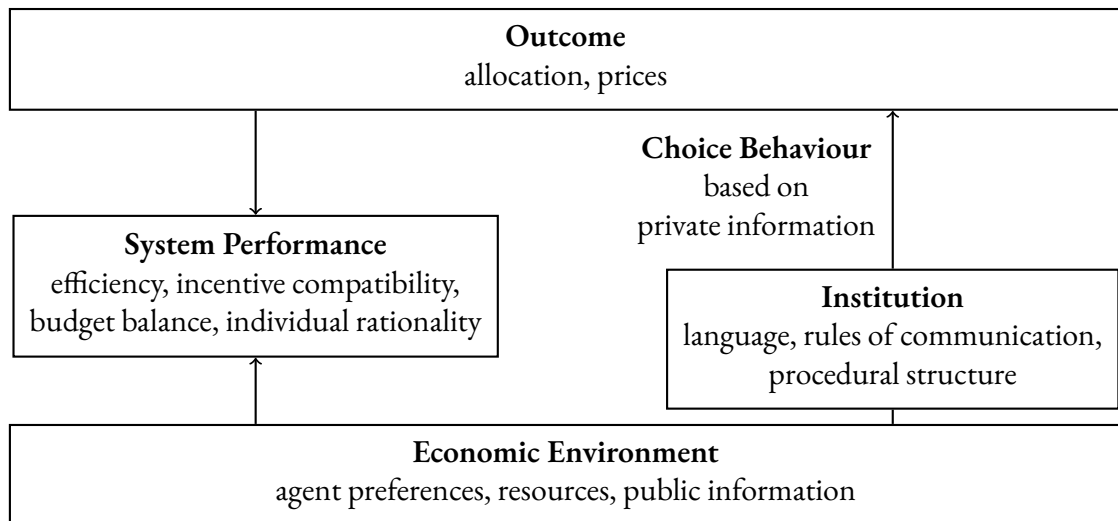 Outcome
allocation, prices
Choice Behaviour
based on
private information
System Performance
efficiency, incentive compatibility,
budget balance, individual rationality
Institution
language, rules of communication,
procedural structure
Economic Environment
agent preferences, resources, public information